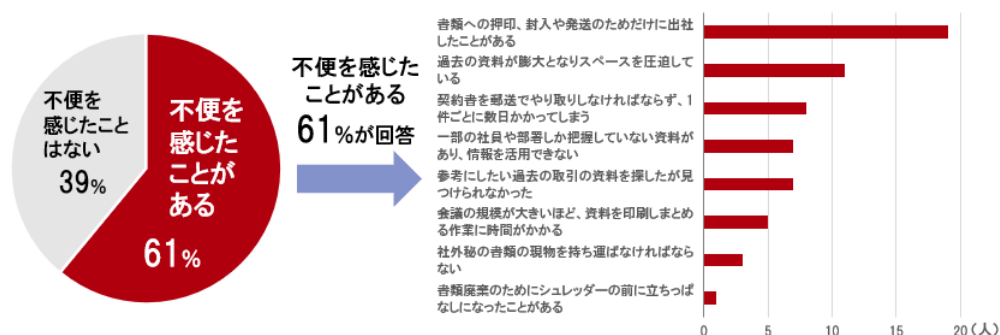 不便を
感じたこと
はない
39%
不便を
感じた
ことが
ある
61%
不便を感じた
ことがある
61%が回答
書類への押印、封入や発送のためだけに出社
したことがある
過去の資料が膨大となりスペースを圧迫して
いる
契約書を郵送でやり取りしなければならず、1
件ごとに数日かかってしまう
一部の社員や部署しか把握していない資料が
あり、情報を活用できない
参考にしたい過去の取引の資料を探したが見
つけられなかった
会議の規模が大きいほど、資料を印刷しまとめ
る作業に時間がかかる
社外秘の書類の現物を持ち運ばなければなら
ない
書類廃棄のためにシュレッダーの前に立ちっぱ
なしになったことがある
0 5 10 15 20 (人)